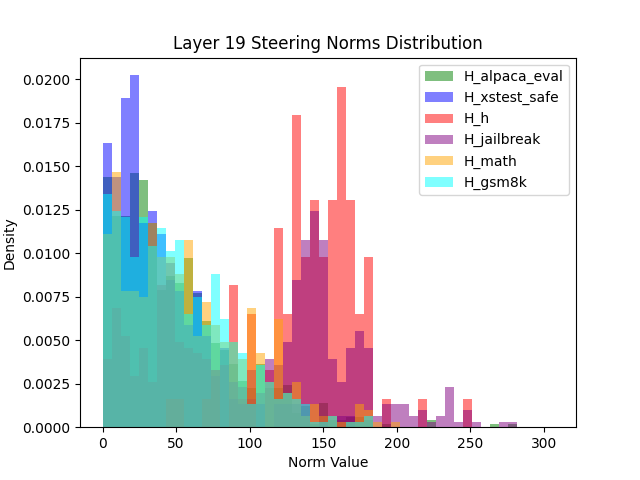 Layer 19 Steering Norms Distribution
H_alpaca_eval
H_xstest_safe
H_h
H_jailbreak
H_math
H_gsm8k
Density
0.0200
0.0175
0.0150
0.0125
0.0100
0.0075
0.0050
0.0025
0.0000
0 50 100 150 200 250 300
Norm Value